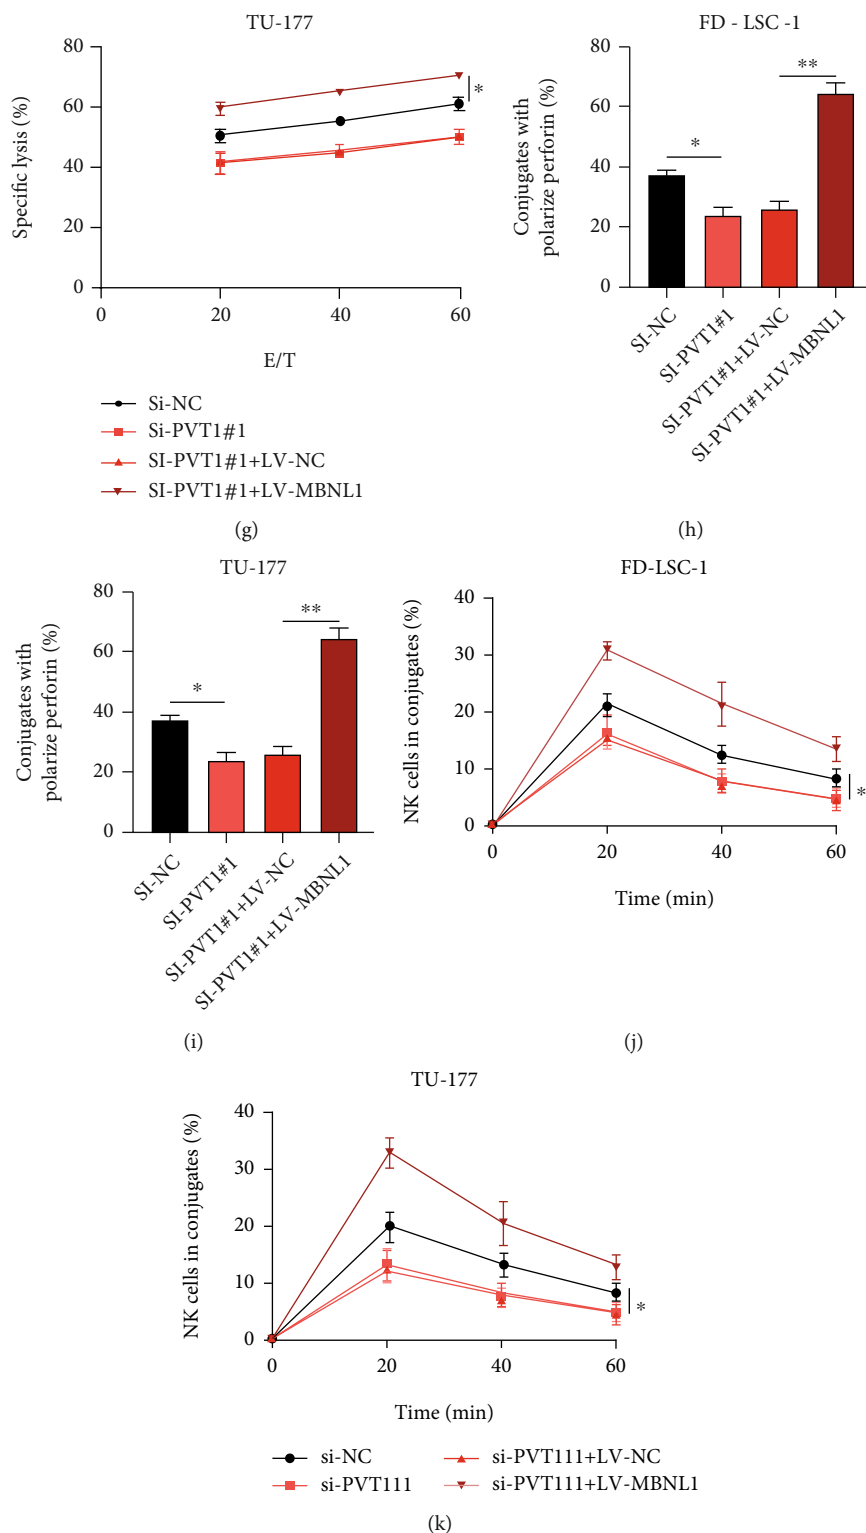 TU-177
Specific lysis (%)
80
60
40
20
0
0
20
40
60
*
E/T
Si-NC
Si-PVT1#1
SI-PVT1#1+LV-NC
SI-PVT1#1+LV-MBNL1
(g)
FD - LSC -1
Conjugates with
polarize perforin (%)
80
60
40
20
0
*
**
SI-NC
SI-PVT1#1
SI-PVT1#1+LV-NC
SI-PVT1#1+LV-MBNL1
(h)
TU-177
Conjugates with
polarize perforin (%)
80
60
40
20
0
*
**
SI-NC
SI-PVT1#1
SI-PVT1#1+LV-NC
SI-PVT1#1+LV-MBNL1
(i)
FD-LSC-1
NK cells in conjugates (%)
40
30
20
10
0
0
20
40
60
*
Time (min)
(j)
TU-177
NK cells in conjugates (%)
40
30
20
10
0
0
20
40
60
*
Time (min)
si-NC
si-PVT111
si-PVT111+LV-NC
si-PVT111+LV-MBNL1
(k)